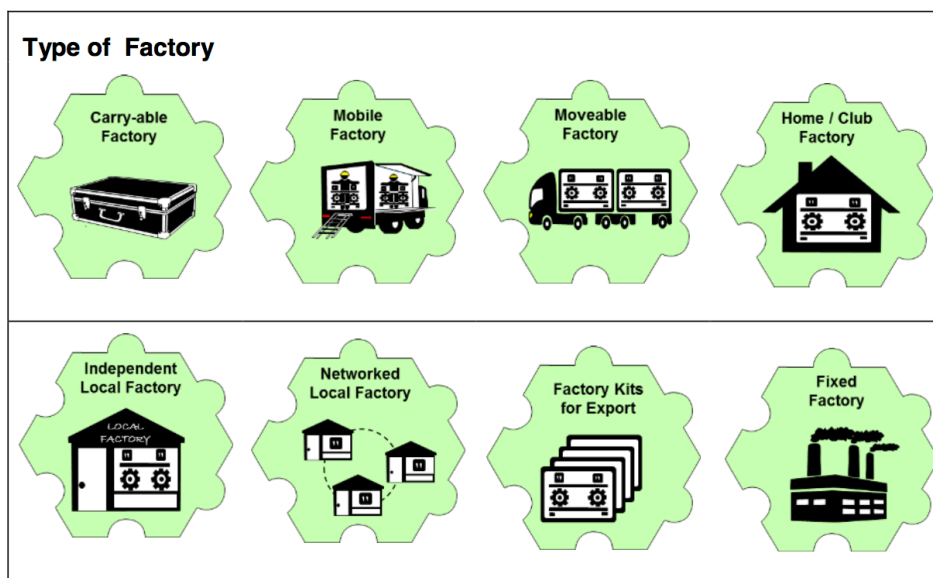 Type of Factory
Carry-able
Factory
Mobile
Factory
Moveable
Factory
Home / Club
Factory
Independent
Local Factory
LOCAL
FACTORY
Networked
Local Factory
Factory Kits
for Export
Fixed
Factory